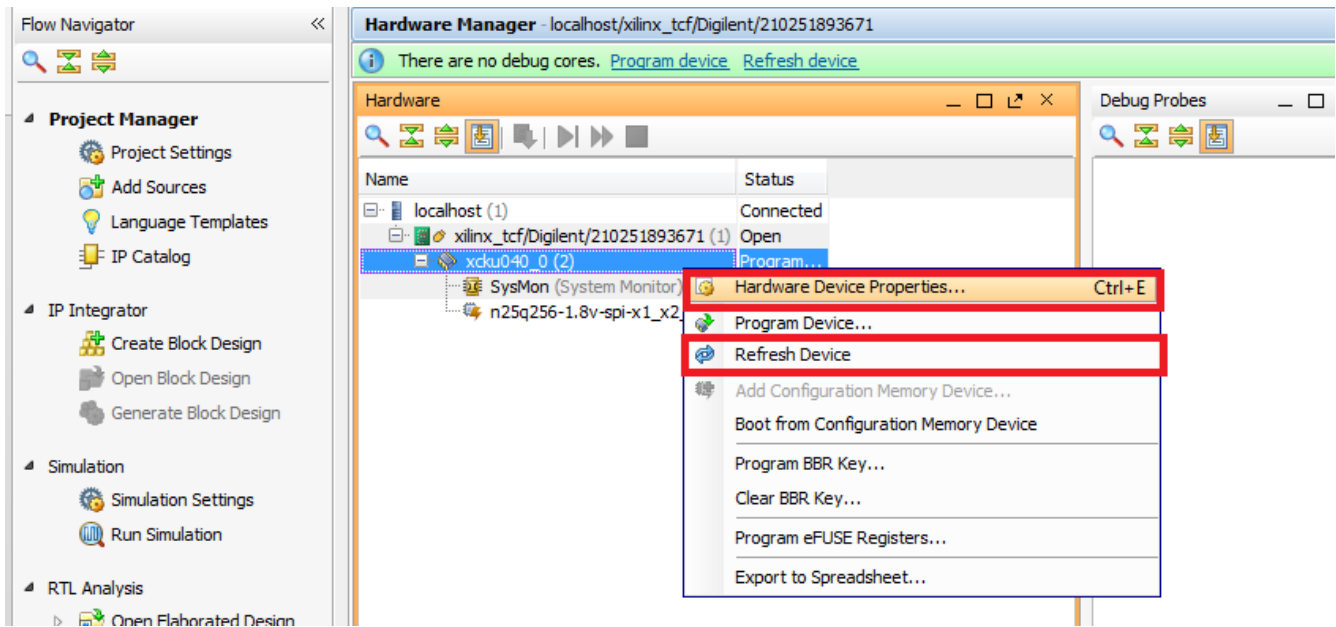 Flow Navigator
Project Manager
Project Settings
Add Sources
Language Templates
IP Catalog
IP Integrator
Create Block Design
Open Block Design
Generate Block Design
Simulation
Simulation Settings
Run Simulation
RTL Analysis
Open Elaborated Design
Hardware Manager - localhost/xilinx_tcf/Digilent/210251893671
There are no debug cores. Program device Refresh device
Hardware
Name Status
localhost (1) Connected
xilinx_tcf/Digilent/210251893671 (1) Open
xcku040_0 (2) Program...
SysMon (System Monitor)
n25q256-1.8v-spi-x1_x2_
Hardware Device Properties... Ctrl+E
Program Device...
Refresh Device
Add Configuration Memory Device...
Boot from Configuration Memory Device
Program BBR Key...
Clear BBR Key...
Program eFUSE Registers...
Export to Spreadsheet...
Debug Probes